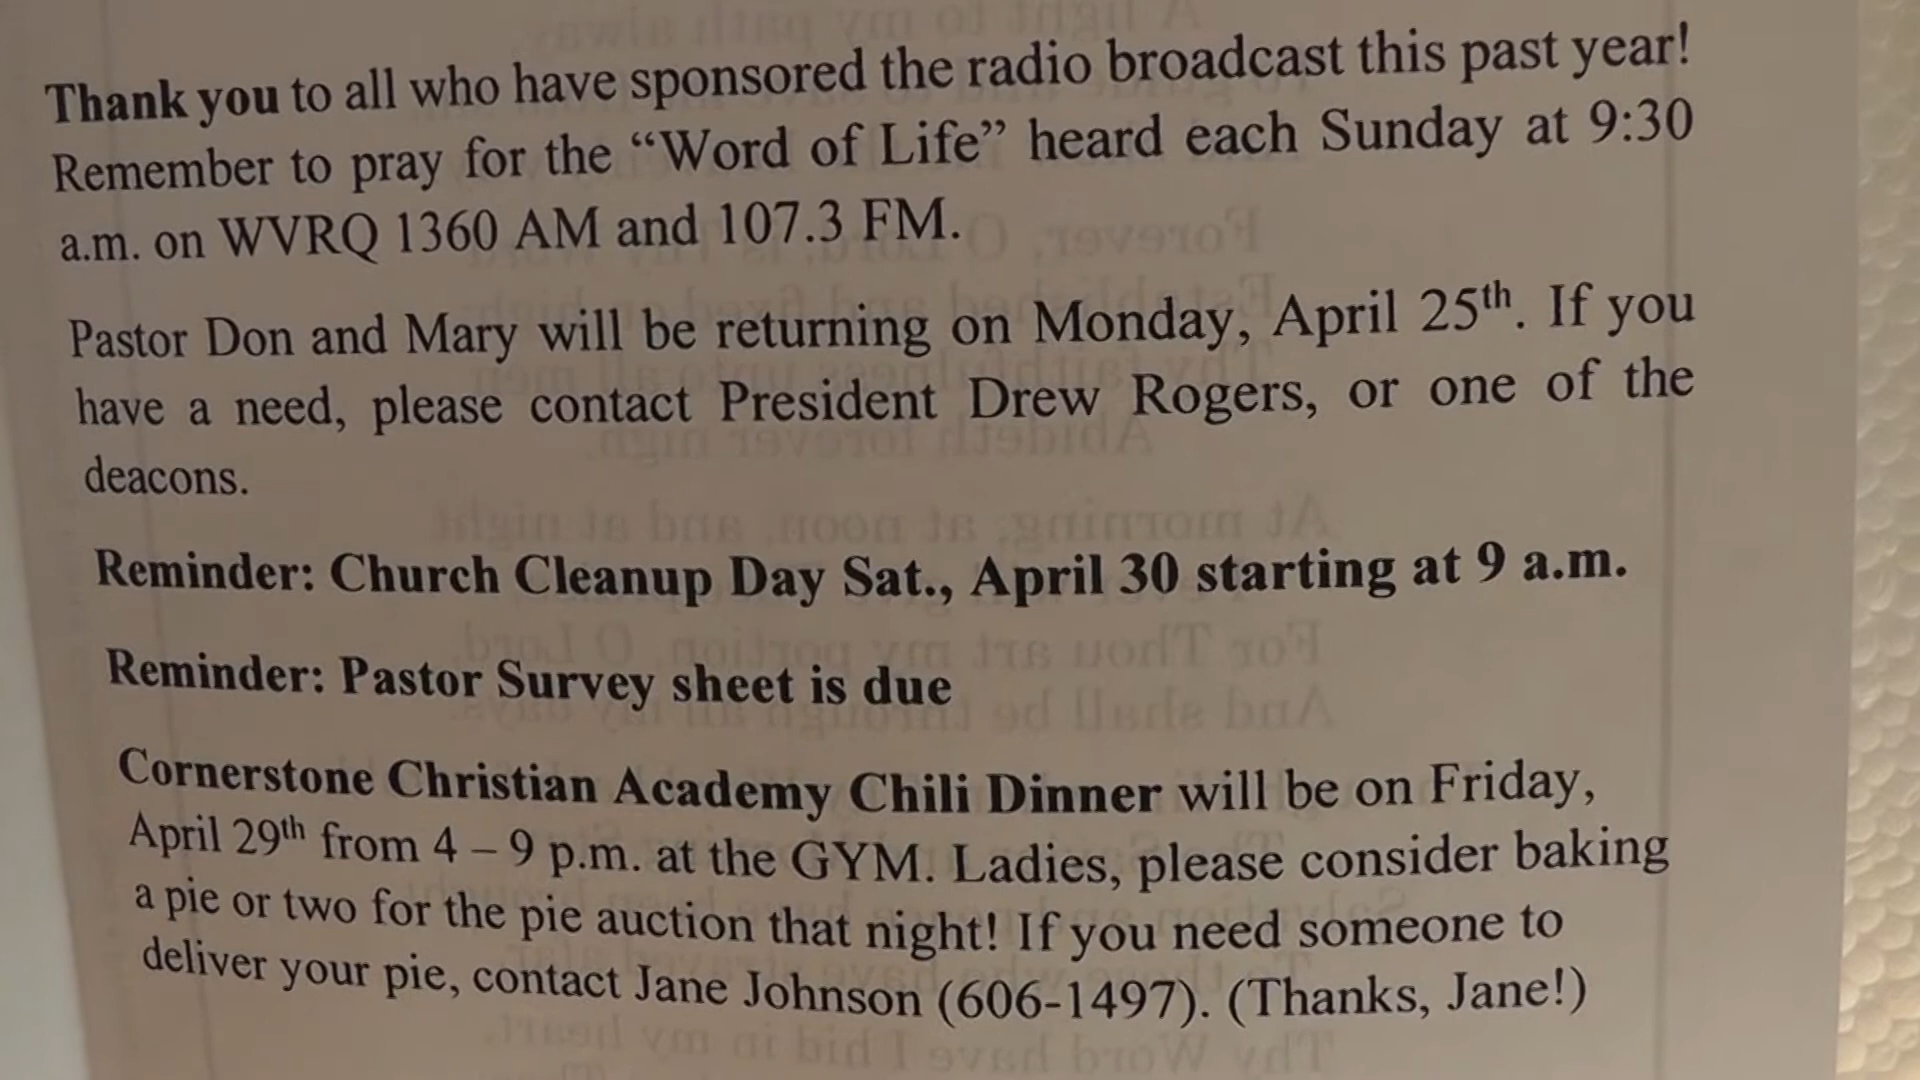 Thank you to all who have sponsored the radio broadcast this past year!
Remember to pray for the “Word of Life” heard each Sunday at 9:30
a.m. on WVRQ 1360 AM and 107.3 FM.
Pastor Don and Mary will be returning on Monday, April 25th. If you
have a need, please contact President Drew Rogers, or one of the
deacons.
Reminder: Church Cleanup Day Sat., April 30 starting at 9 a.m.
Reminder: Pastor Survey sheet is due
Cornerstone Christian Academy Chili Dinner will be on Friday,
April 29th from 4 – 9 p.m. at the GYM. Ladies, please consider baking
a pie or two for the pie auction that night! If you need someone to
deliver your pie, contact Jane Johnson (606-1497). (Thanks, Jane!)